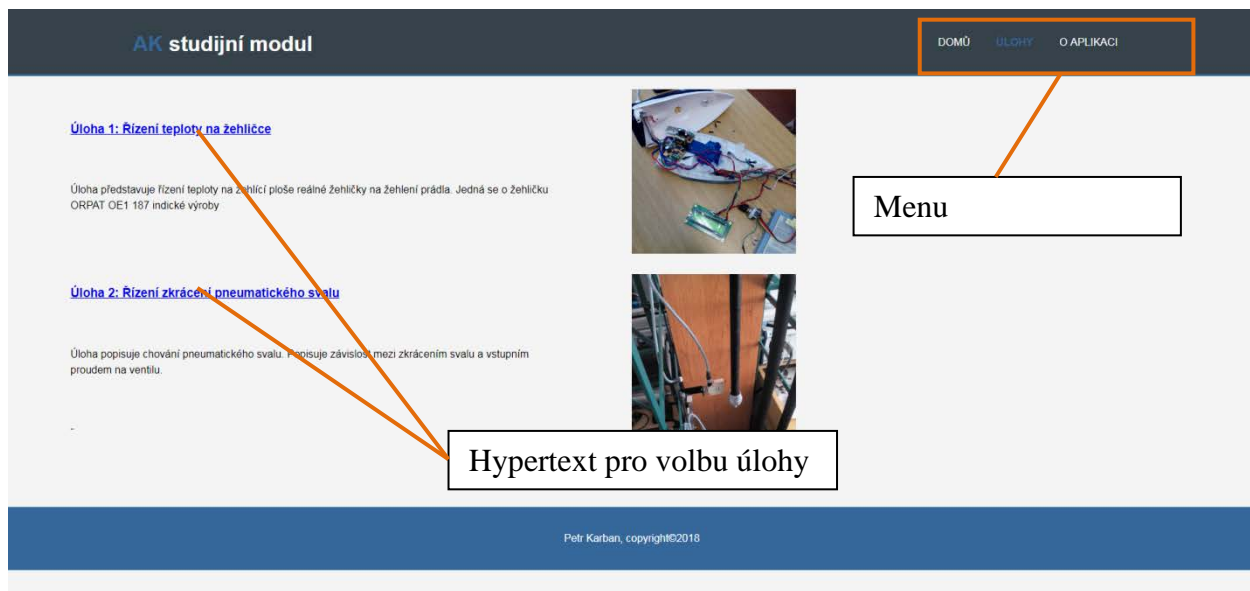 AK studijní modul
DOMŮ ÚLOHY O APLIKACI
Úloha 1: Řízení teploty na žehličce
Úloha představuje řízení teploty na žehlící ploše reálné žehličky na žehlení prádla. Jedná se o žehličku
ORPAT OE1 187 indické výroby
Menu
Úloha 2: Řízení zkrácení pneumatického svalu
Úloha popisuje chování pneumatického svalu. Popisuje závislost mezi zkrácením svalu a vstupním
proudem na ventilu.
-
Hypertext pro volbu úlohy
Petr Karban, copyright©2018